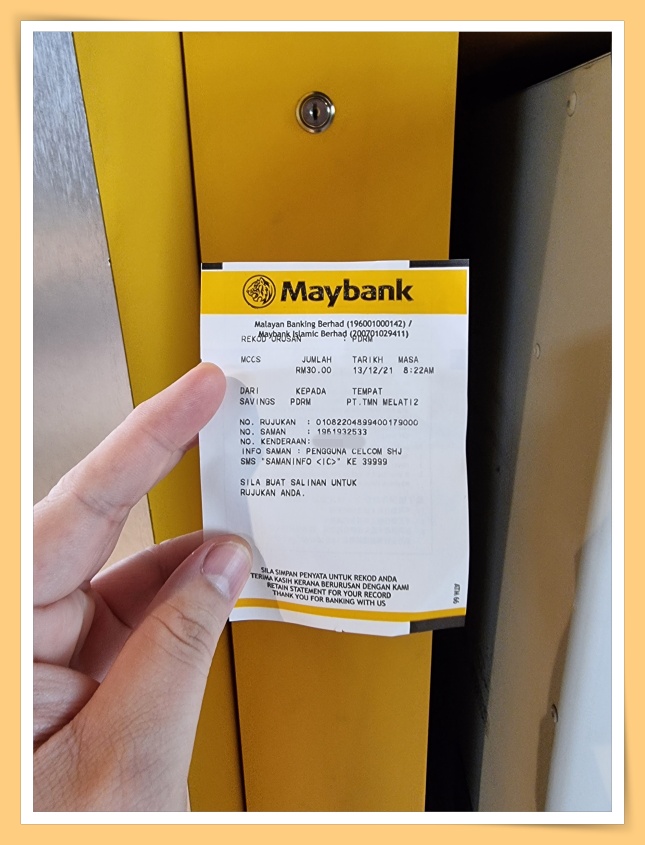 Maybank
Malayan Banking Berhad (196001000142) /
Maybank Islamic Berhad (200701029411)
REKOD URUSAN : PDRM
MCCS JUMLAH TARIKH MASA
RM30.00 13/12/21 8:22AM
DARI KEPADA TEMPAT
SAVINGS PDRM PT.TMN MELATI2
NO. RUJUKAN : 01082204899400179000
NO. SAMAN : 1961932533
NO. KENDERAAN:
INFO SAMAN : PENGGUNA CELCOM SHJ
SMS "SAMANINFO <IC>" KE 39999
SILA BUAT SALINAN UNTUK
RUJUKAN ANDA.
SILA SIMPAN PENYATA UNTUK REKOD ANDA
TERIMA KASIH KERANA BERURUSAN DENGAN KAMI
RETAIN STATEMENT FOR YOUR RECORD
THANK YOU FOR BANKING WITH US